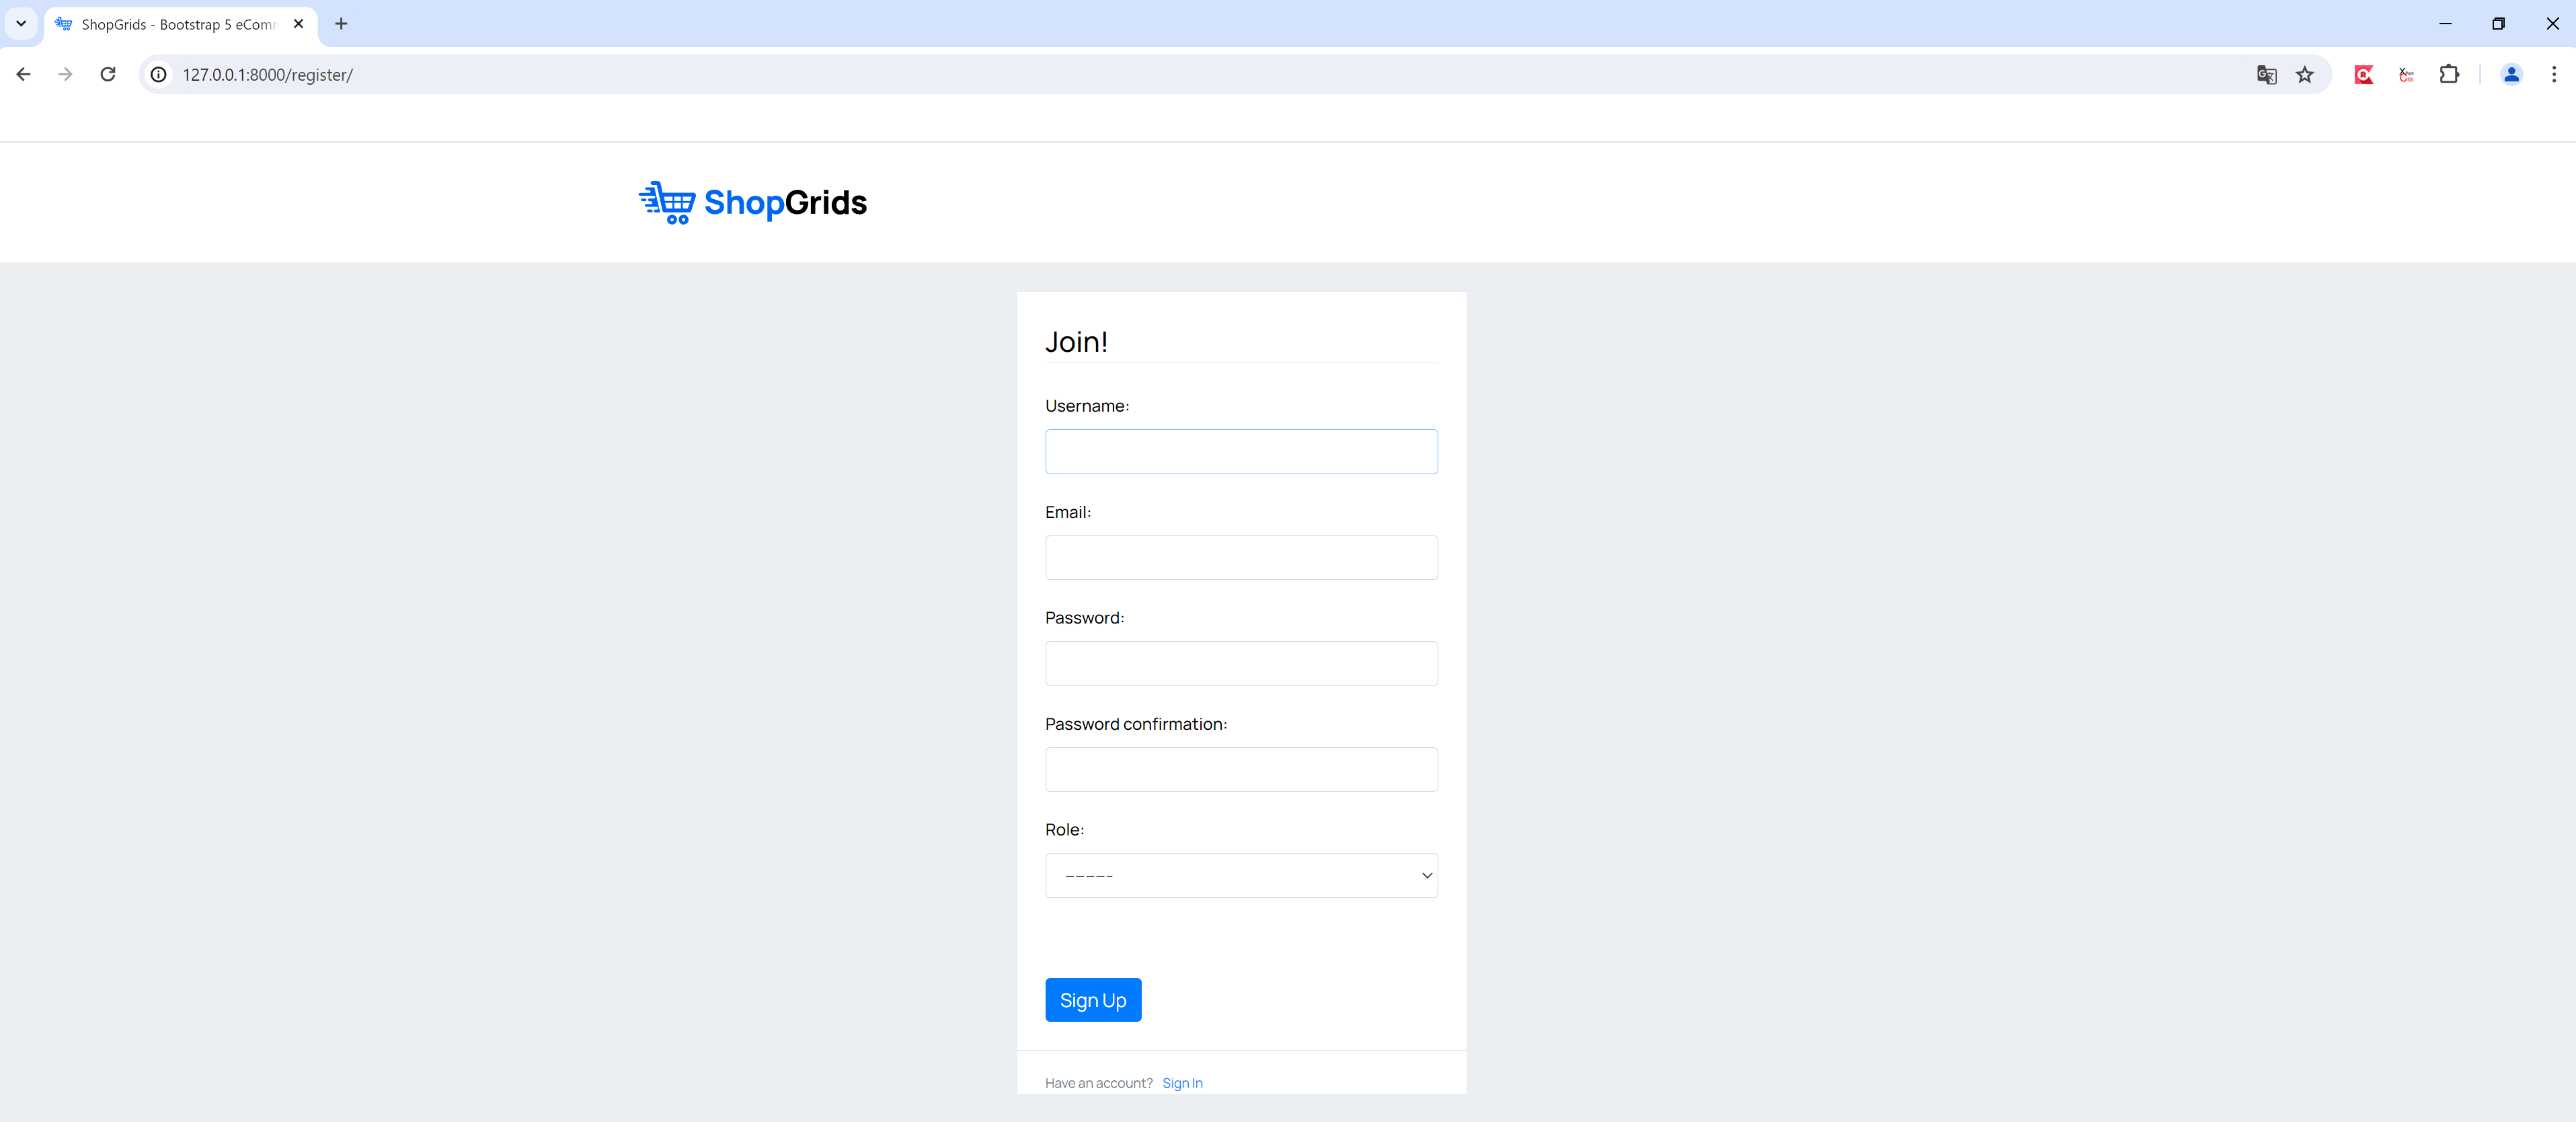 ShopGrids - Bootstrap 5 eComm
127.0.0.1:8000/register/
ShopGrids
Join!
Username:
Email:
Password:
Password confirmation:
Role:
-----
Sign Up
Have an account? Sign In